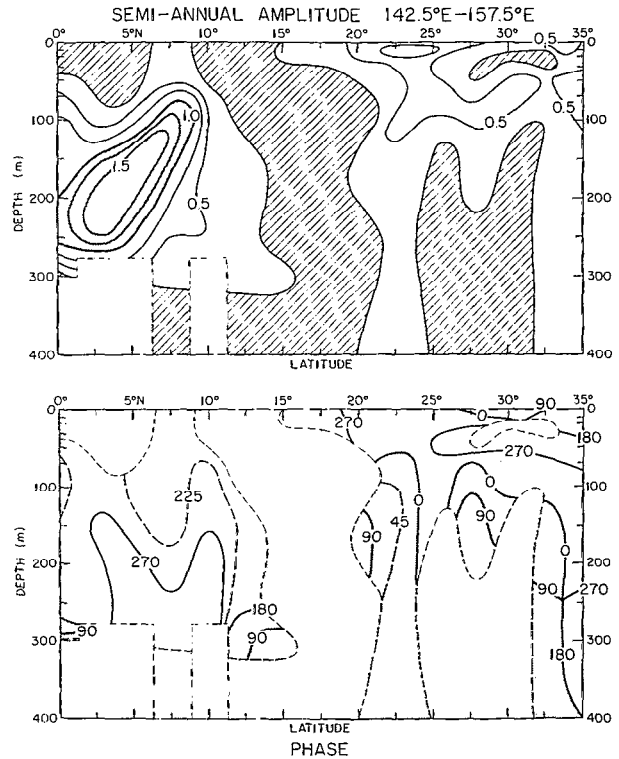 SEMI-ANNUAL AMPLITUDE 142.5°E-157.5°E
0° 5°N 10° 15° 20° 25° 30° 35°
0.5
0 0
1.0
0.5
100 100
0.5
1.5
DEPTH (m)
200 200
0.5
300 300
400 400
LATITUDE
0° 5°N 10° 15° 20° 25° 30° 35°
0 270 0 90 0
180
270
100 225 0 0 100
45
90 90
0
DEPTH (m)
200 270 200
90 270
180
90 90
300 180 300
400 400
LATITUDE
PHASE